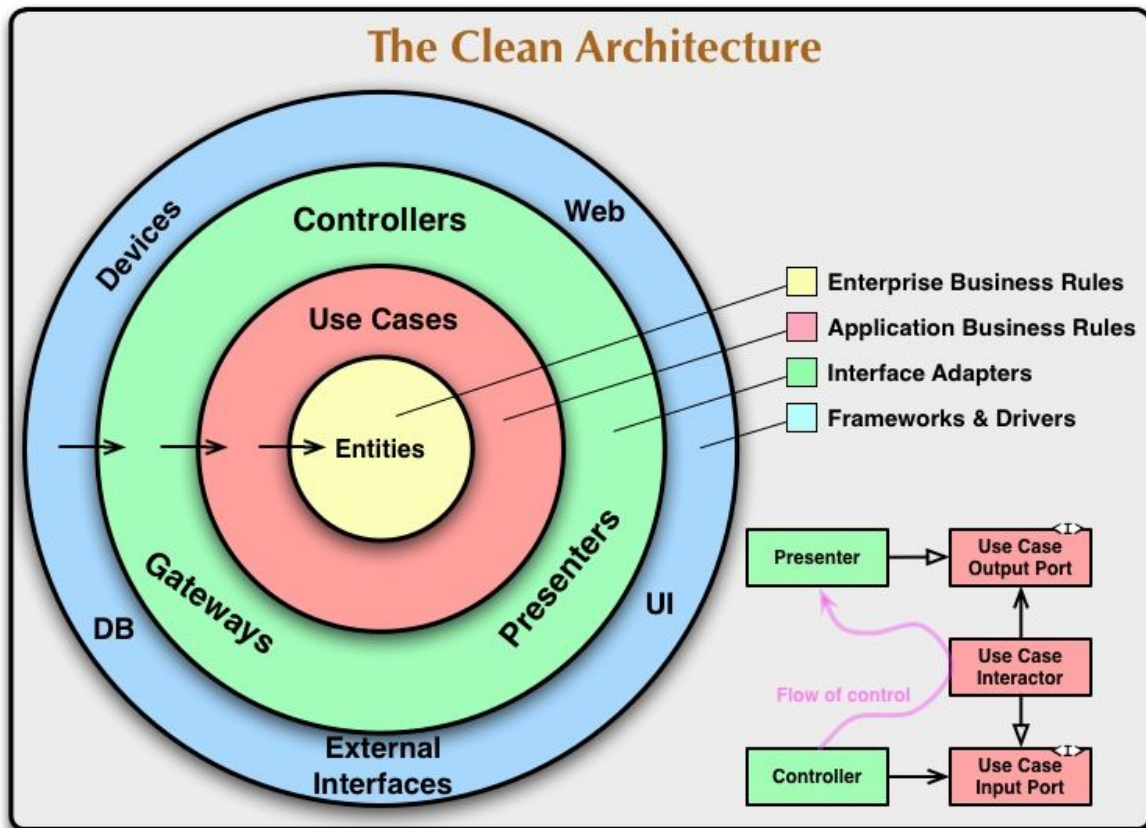 The Clean Architecture
Devices
Web
Controllers
Use Cases
Entities
Gateways
Presenters
DB
UI
External
Interfaces
Enterprise Business Rules
Application Business Rules
Interface Adapters
Frameworks & Drivers
Presenter
<I>
Use Case
Output Port
Use Case
Interactor
Flow of control
Controller
<I>
Use Case
Input Port